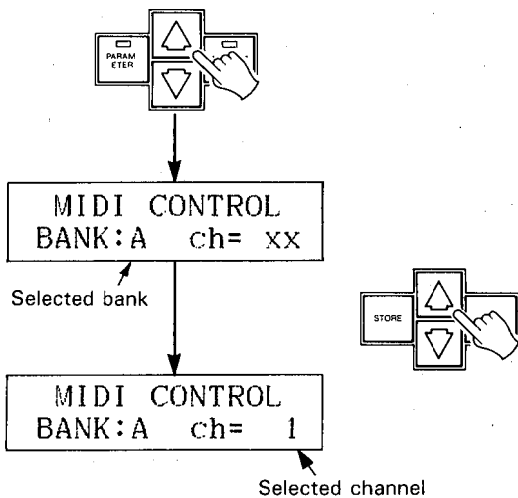 PARAM
ETER
MIDI CONTROL
BANK:A ch= xx
Selected bank
STORE
MIDI CONTROL
BANK:A ch= 1
Selected channel